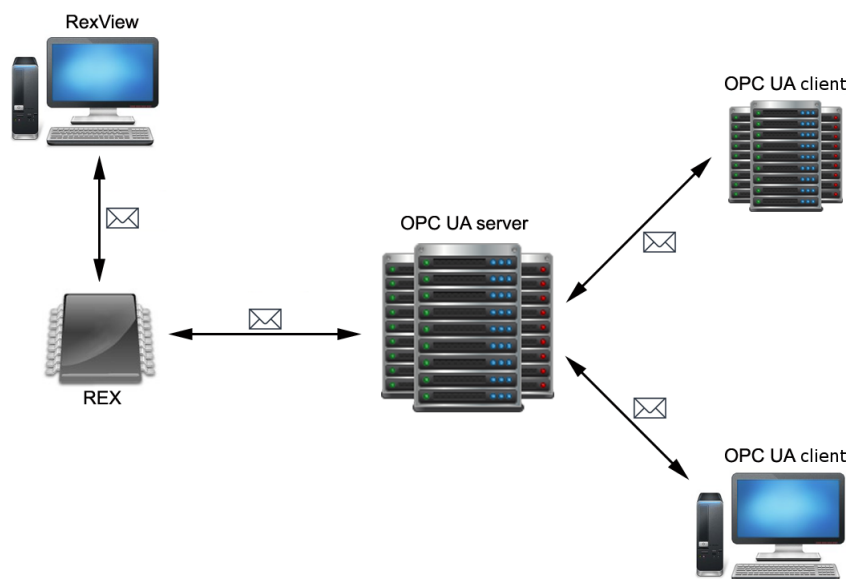 RexView
OPC UA client
OPC UA server
REX
OPC UA client